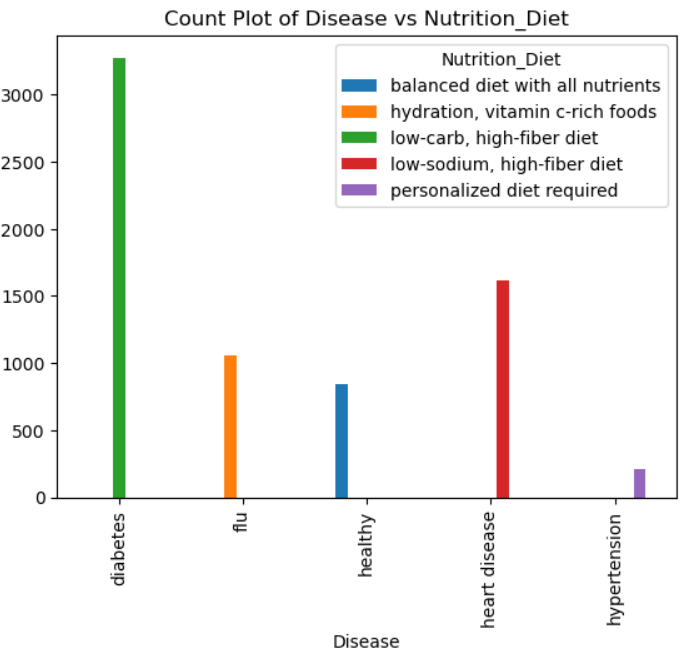 Count Plot of Disease vs Nutrition_Diet
Nutrition_Diet
balanced diet with all nutrients
hydration, vitamin c-rich foods
low-carb, high-fiber diet
low-sodium, high-fiber diet
personalized diet required
3000
2500
2000
1500
1000
500
0
diabetes
flu
healthy
heart disease
hypertension
Disease